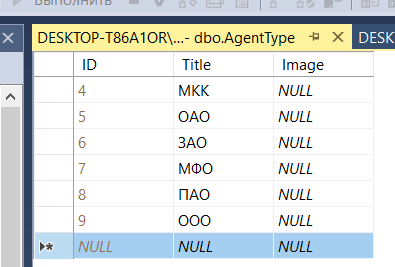 ВЫПОЛНИТЬ
DESKTOP-T86A1OR\...- dbo.AgentType
DESK
ID Title Image
4 МКК NULL
5 ОАО NULL
6 ЗАО NULL
7 МФО NULL
8 ПАО NULL
9 ООО NULL
NULL NULL NULL